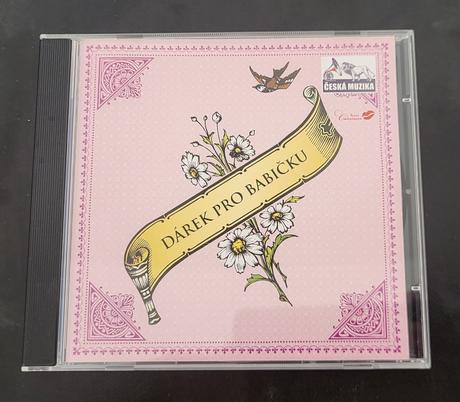 ČESKÁ MUZIKA
DÁREK PRO BABIČKU